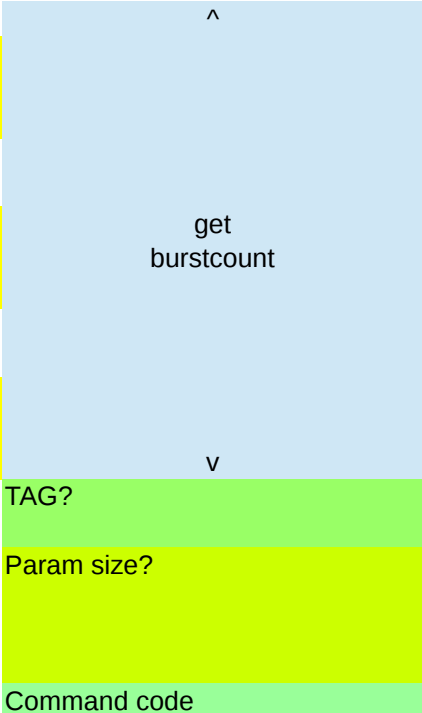 ^
get
burstcount
v
TAG?
Param size?
Command code